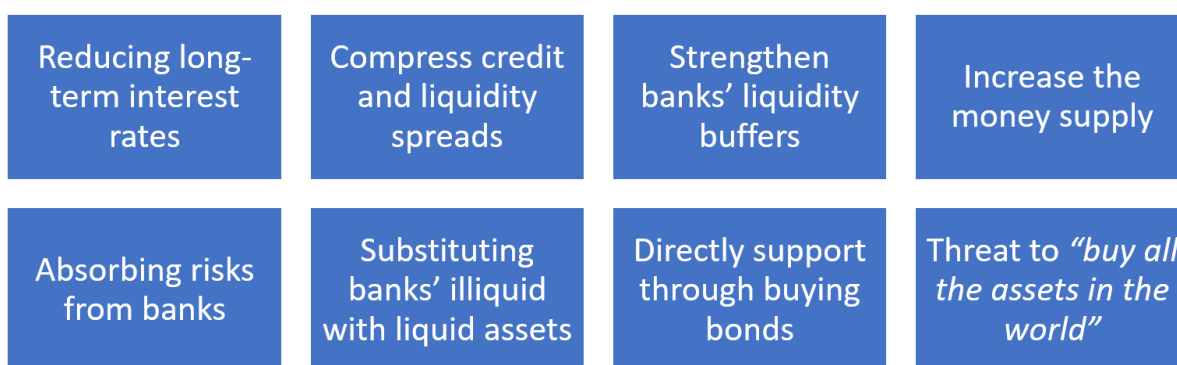 Reducing long-
term interest
rates
Compress credit
and liquidity
spreads
Strengthen
banks’ liquidity
buffers
Increase the
money supply
Absorbing risks
from banks
Substituting
banks’ illiquid
with liquid assets
Directly support
through buying
bonds
Threat to “buy all
the assets in the
world”